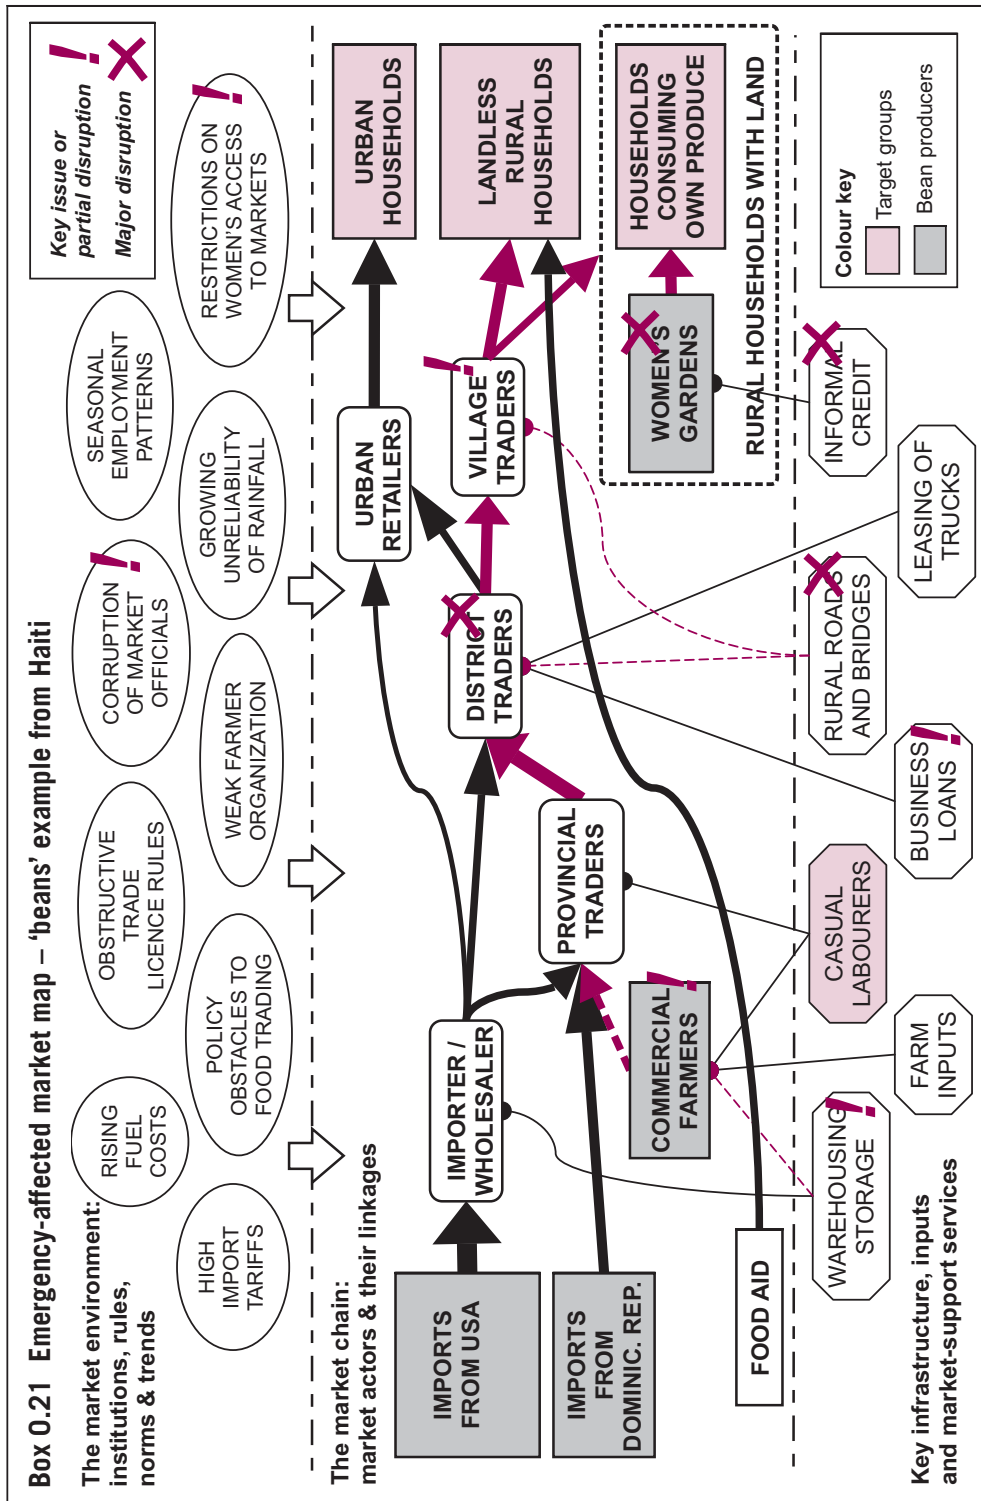 Box 0.21 Emergency-affected market map – 'beans' example from Haiti
The market environment:
institutions, rules,
norms & trends
RISING
FUEL
COSTS
OBSTRUCTIVE
TRADE
LICENCE RULES
CORRUPTION
OF MARKET
OFFICIALS
SEASONAL
EMPLOYMENT
PATTERNS
Key issue or
partial disruption
Major disruption
HIGH
IMPORT
TARIFFS
POLICY
OBSTACLES TO
FOOD TRADING
WEAK FARMER
ORGANIZATION
GROWING
UNRELIABILITY
OF RAINFALL
RESTRICTIONS ON
WOMEN'S ACCESS
TO MARKETS
The market chain:
market actors & their linkages
IMPORTS
FROM USA
IMPORTER /
WHOLESALER
URBAN
RETAILERS
URBAN
HOUSEHOLDS
DISTRICT
TRADERS
VILLAGE
TRADERS
LANDLESS
RURAL
HOUSEHOLDS
IMPORTS
FROM
DOMINIC. REP.
PROVINCIAL
TRADERS
COMMERCIAL
FARMERS
WOMEN'S
GARDENS
HOUSEHOLDS
CONSUMING
OWN PRODUCE
RURAL HOUSEHOLDS WITH LAND
FOOD AID
Key infrastructure, inputs
and market-support services
WAREHOUSING
STORAGE
FARM
INPUTS
CASUAL
LABOURERS
BUSINESS
LOANS
RURAL ROADS
AND BRIDGES
LEASING OF
TRUCKS
INFORMAL
CREDIT
Colour key
Target groups
Bean producers